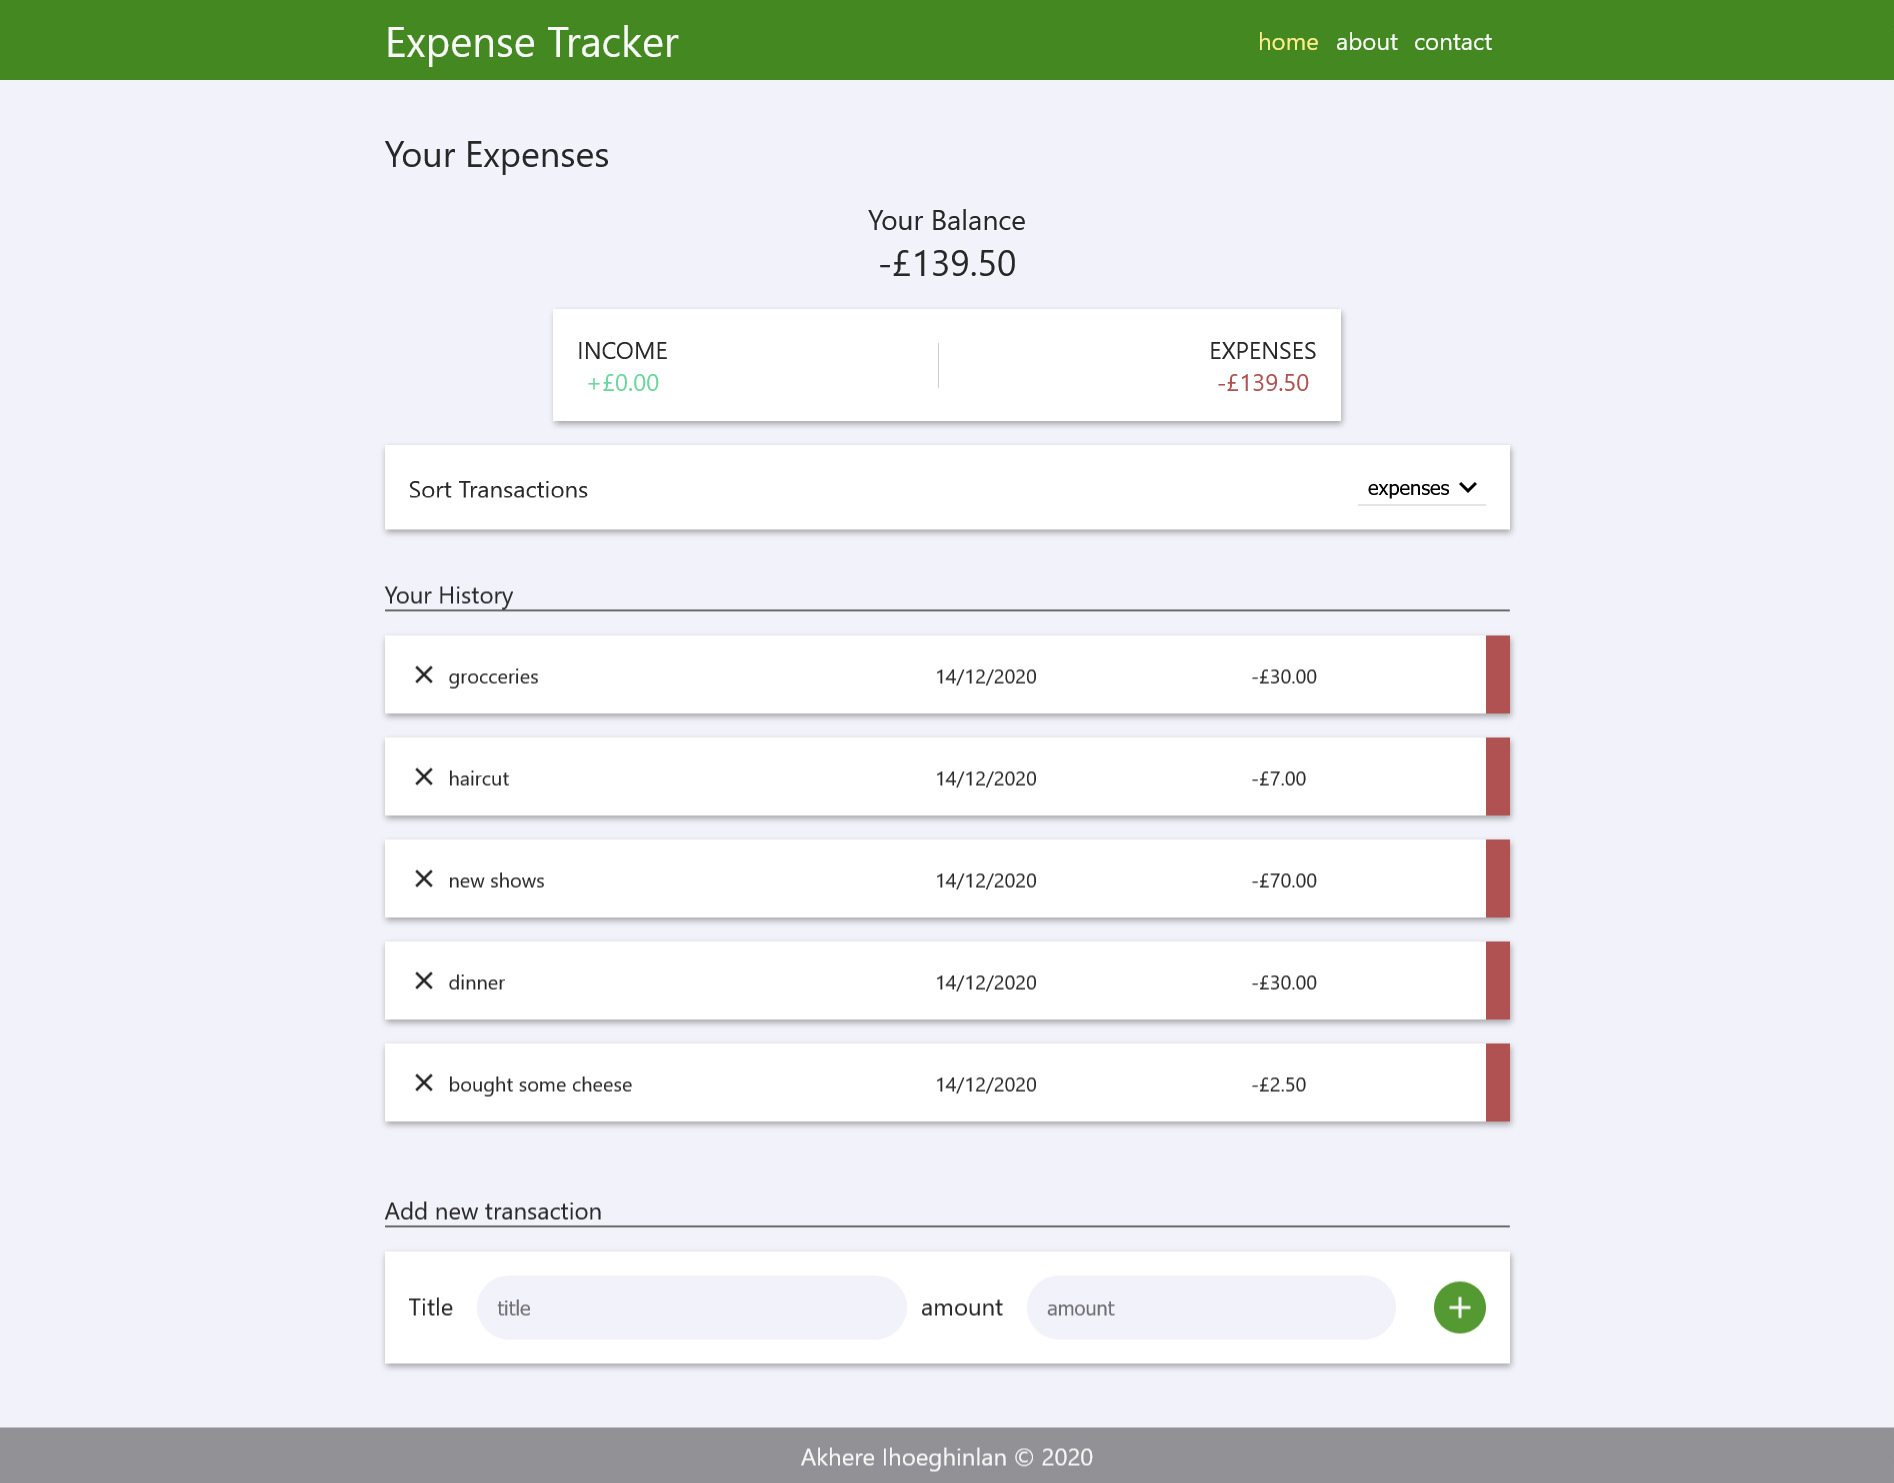 Expense Tracker
home about contact
Your Expenses
Your Balance
-£139.50
INCOME EXPENSES
+£0.00 -£139.50
Sort Transactions expenses
Your History
grocceries 14/12/2020 -£30.00
haircut 14/12/2020 -£7.00
new shows 14/12/2020 -£70.00
dinner 14/12/2020 -£30.00
bought some cheese 14/12/2020 -£2.50
Add new transaction
Title title amount amount
Akhere Ihoeghinlan © 2020